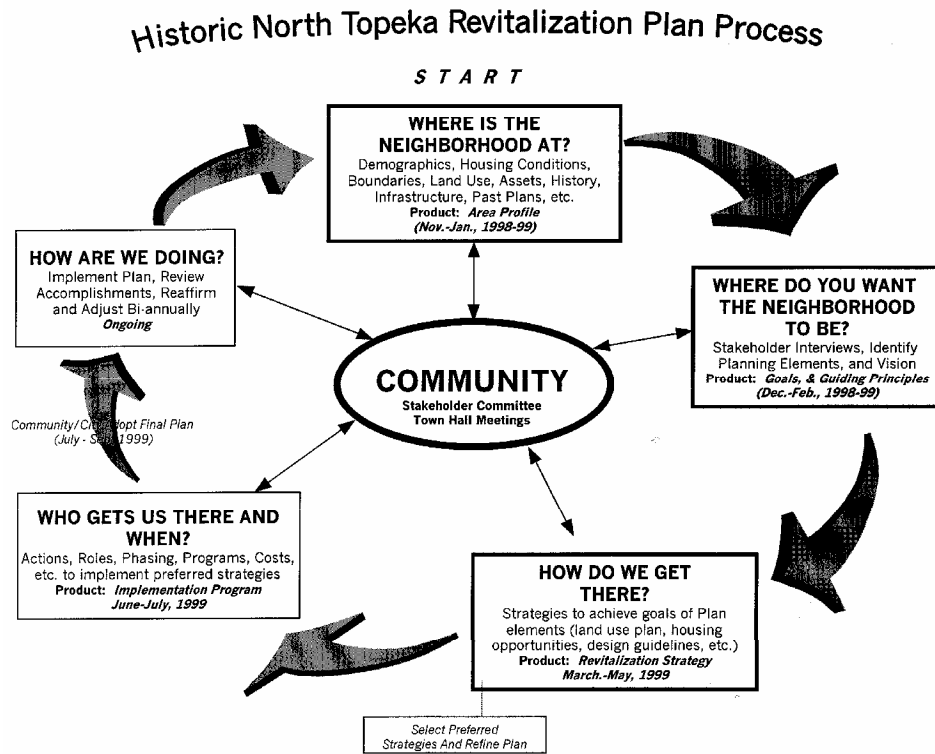 Historic North Topeka Revitalization Plan Process
START
WHERE IS THE
NEIGHBORHOOD AT?
Demographics, Housing Conditions,
Boundaries, Land Use, Assets, History,
Infrastructure, Past Plans, etc.
Product: Area Profile
(Nov.-Jan., 1998-99)
WHERE DO YOU WANT
THE NEIGHBORHOOD
TO BE?
Stakeholder Interviews, Identify
Planning Elements, and Vision
Product: Goals, & Guiding Principles
(Dec.-Feb., 1998-99)
HOW DO WE GET
THERE?
Strategies to achieve goals of Plan
elements (land use plan, housing
opportunities, design guidelines, etc.)
Product: Revitalization Strategy
March.-May, 1999
Select Preferred
Strategies And Refine Plan
WHO GETS US THERE AND
WHEN?
Actions, Roles, Phasing, Programs, Costs,
etc. to implement preferred strategies
Product: Implementation Program
June-July, 1999
Community/City Adopt Final Plan
(July - Sep 1999)
HOW ARE WE DOING?
Implement Plan, Review
Accomplishments, Reaffirm
and Adjust Bi-annually
Ongoing
COMMUNITY
Stakeholder Committee
Town Hall Meetings